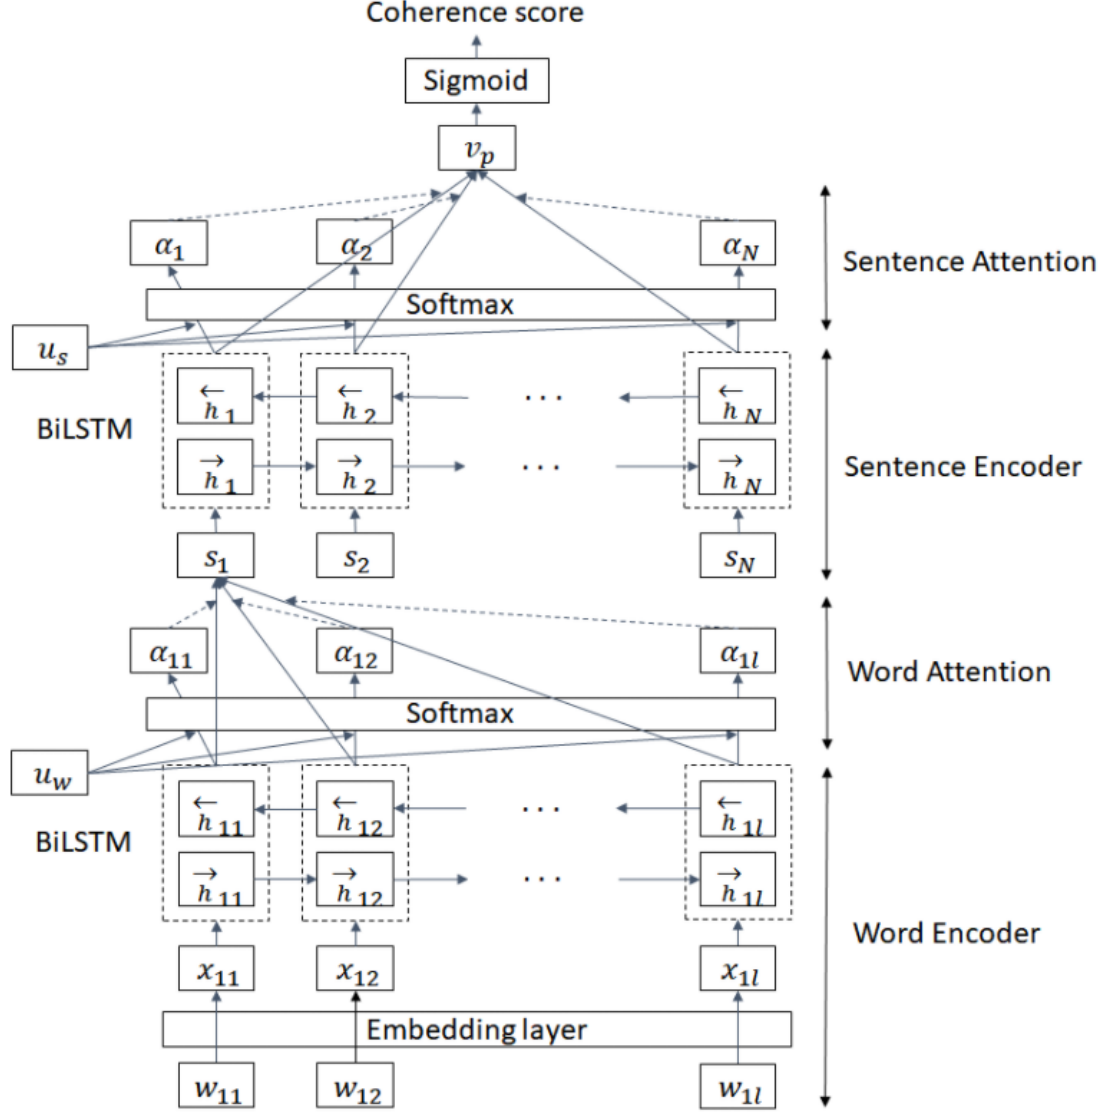 Coherence score
Sigmoid
v_p
α_1 α_2 α_N
Sentence Attention
Softmax
u_s
← h_1 ← h_2 ··· ← h_N
BiLSTM
→ h_1 → h_2 ··· → h_N
Sentence Encoder
s_1 s_2 s_N
α_11 α_12 α_1l
Word Attention
Softmax
u_w
← h_11 ← h_12 ··· ← h_1l
BiLSTM
→ h_11 → h_12 ··· → h_1l
Word Encoder
x_11 x_12 x_1l
Embedding layer
w_11 w_12 w_1l